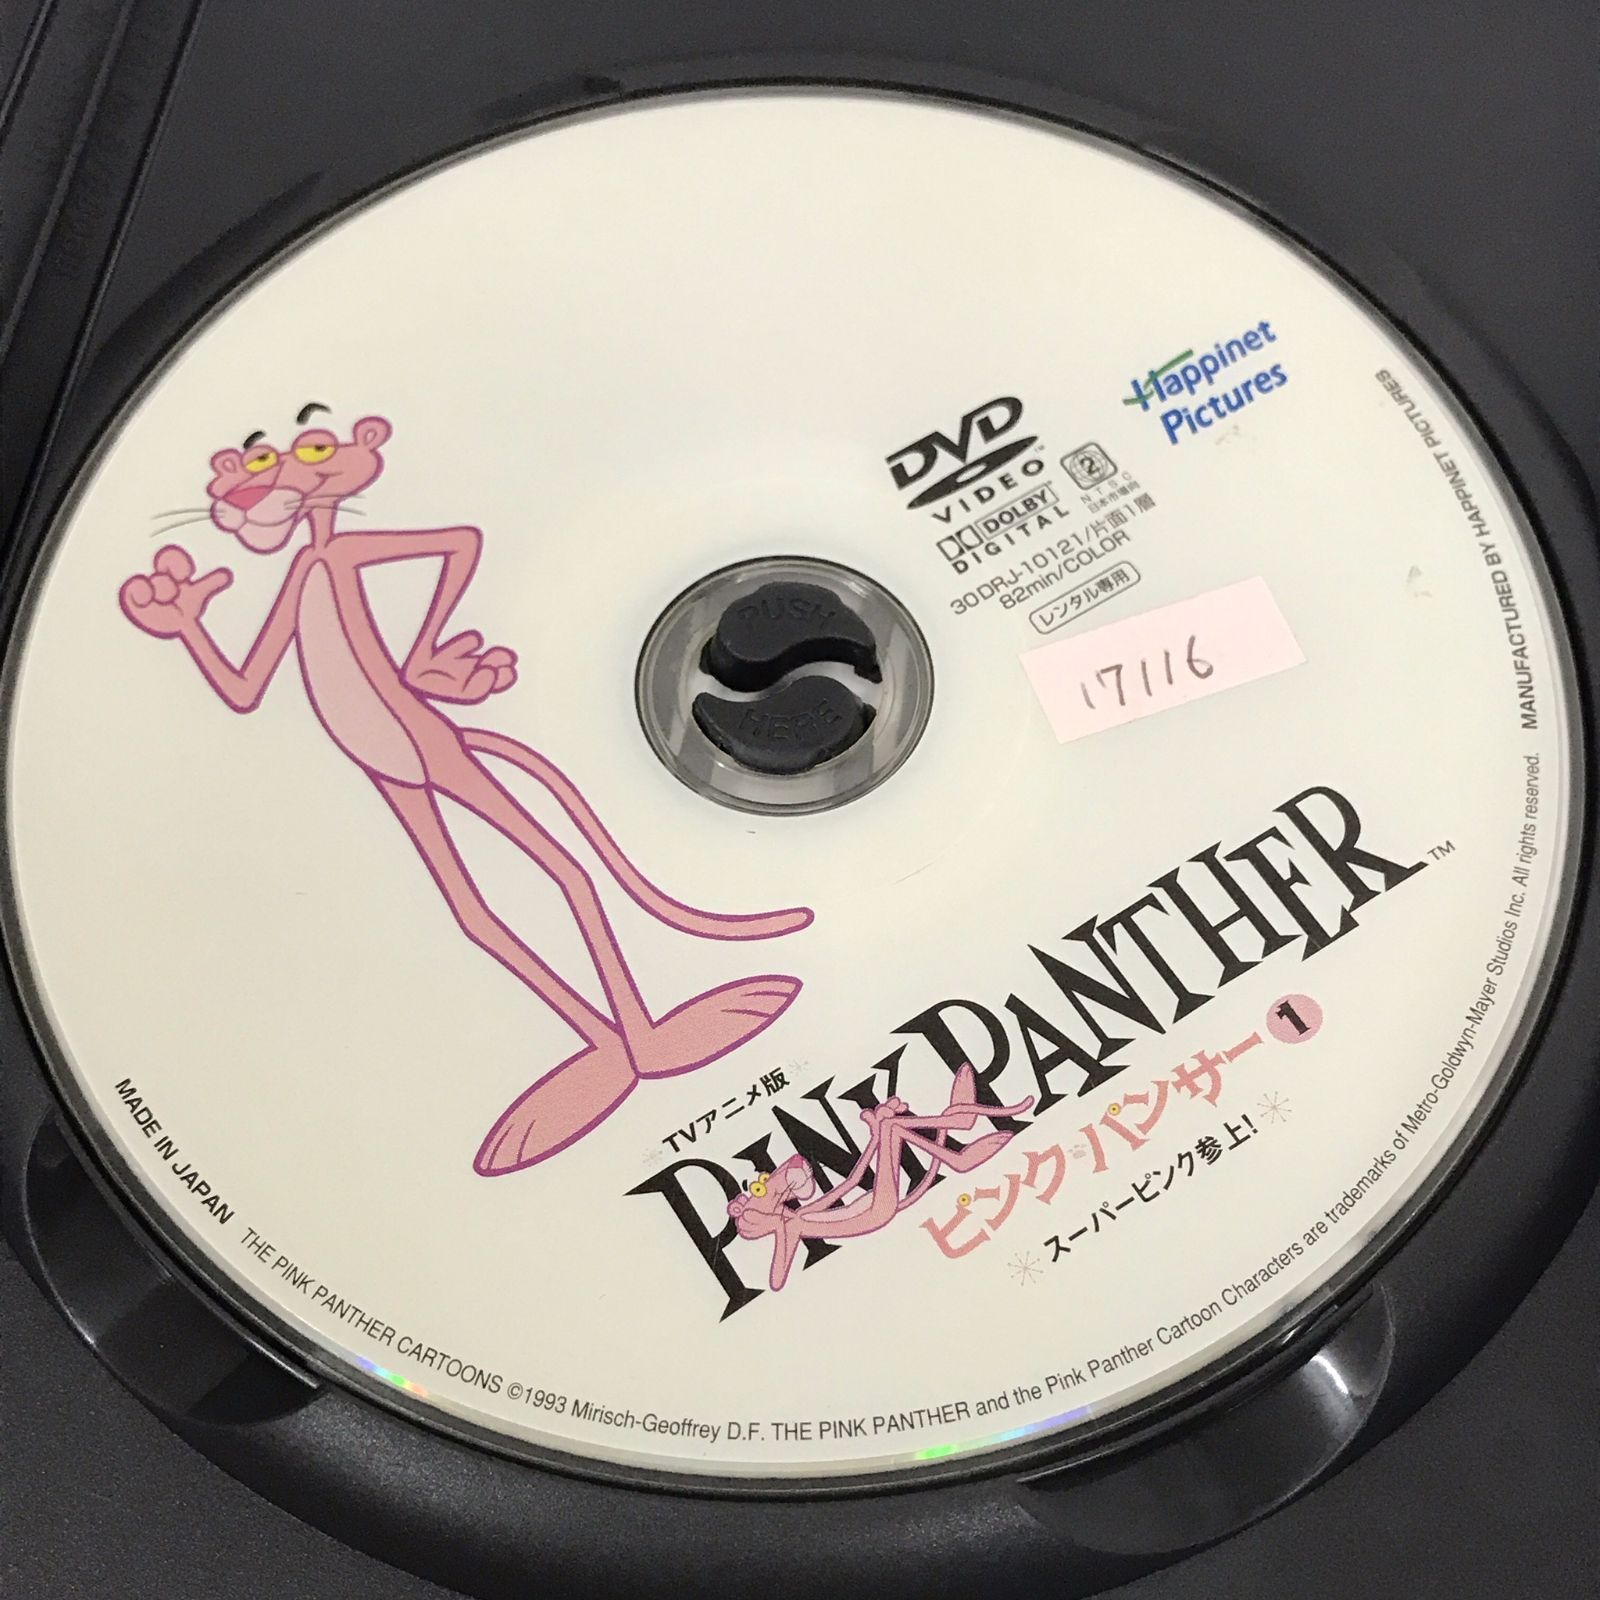 Happinet
Pictures
DVD
VIDEO
2
NTSC
日本市場向
DOLBY
DIGITAL
30DRJ-10121/片面1層
82min/COLOR
レンタル専用
PUSH
HERE
17116
TVアニメ版
PINK PANTHER™
ピンク・パンサー1
スーパーピンク参上!
MADE IN JAPAN THE PINK PANTHER CARTOONS ©1993 Mirisch-Geoffrey D.F. THE PINK PANTHER and the Pink Panther Cartoon Characters are trademarks of Metro-Goldwyn-Mayer Studios Inc. All rights reserved. MANUFACTURED BY HAPPINET PICTURES